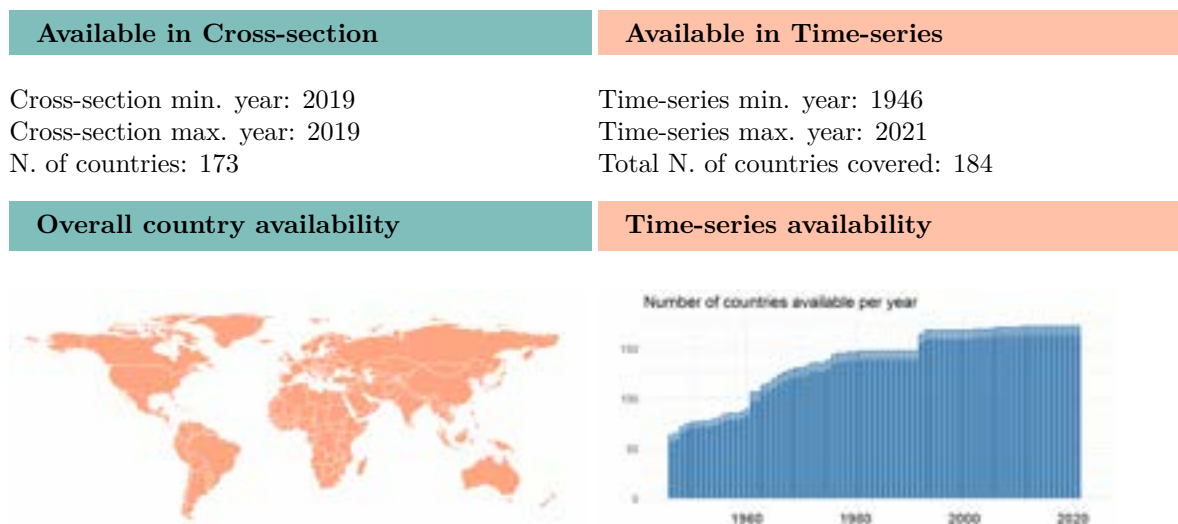 Available in Cross-section
Available in Time-series
Cross-section min. year: 2019
Cross-section max. year: 2019
N. of countries: 173
Time-series min. year: 1946
Time-series max. year: 2021
Total N. of countries covered: 184
Overall country availability
Time-series availability
Number of countries available per year
150
100
50
0
1960 1980 2000 2020